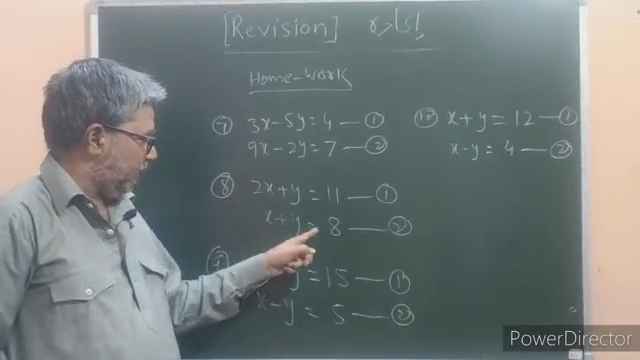 [Revision]
Home-work
⑦ 3x-5y=4 — ①
9x-2y=7 — ②
⑧ 2x+y=11 — ①
x+y=8 — ②
y=15 — ①
x-y=5 — ②
⑩ x+y=12 — ①
x-y=4 — ②
PowerDirector